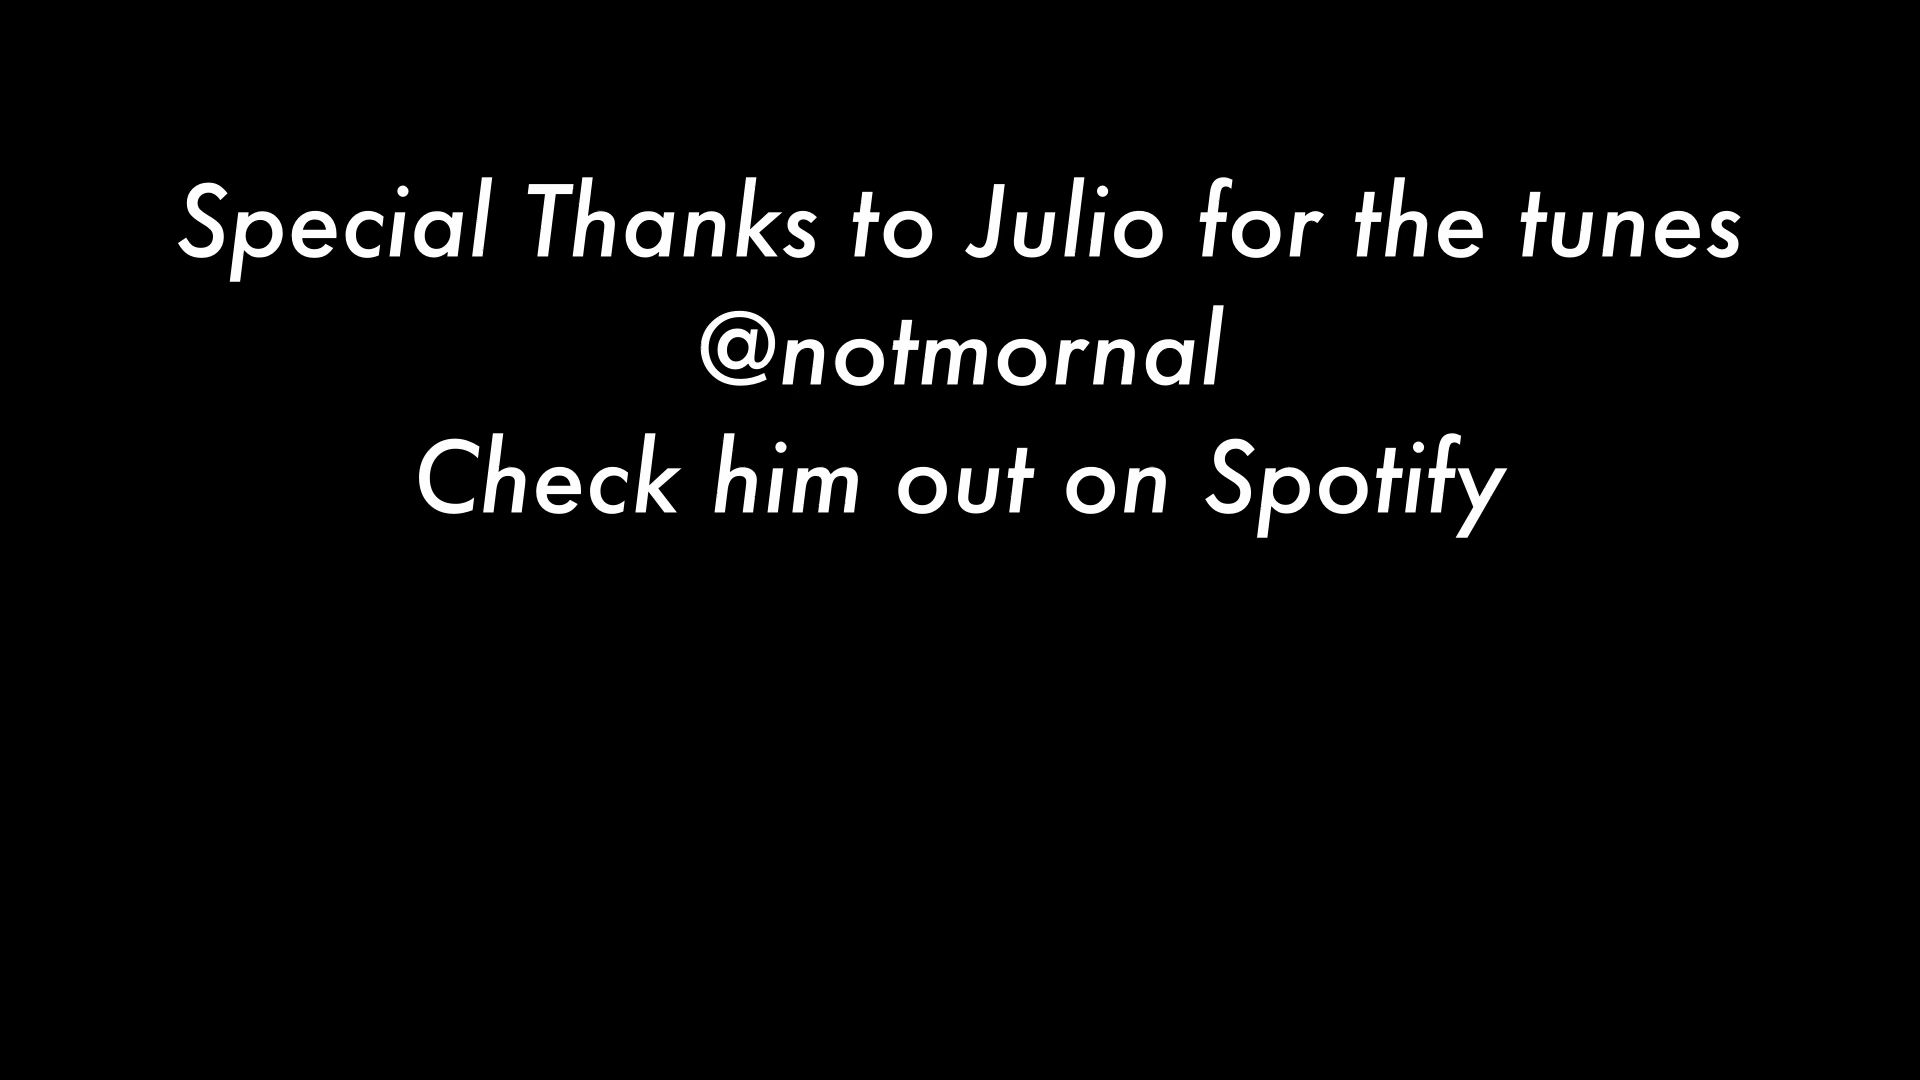 Special Thanks to Julio for the tunes
@notmornal
Check him out on Spotify